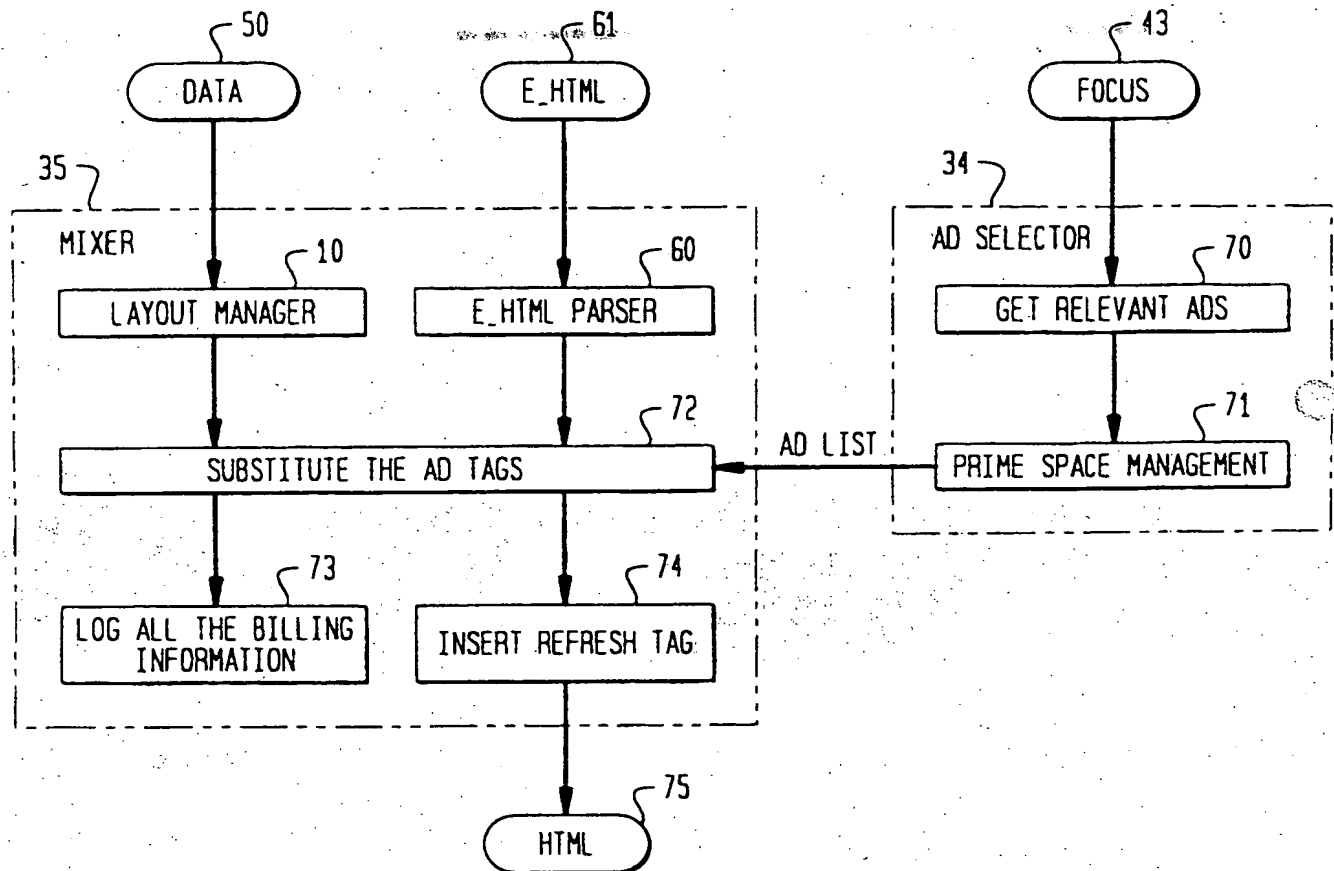 50
61
43
DATA
E_HTML
FOCUS
35
34
MIXER
AD SELECTOR
10
60
70
LAYOUT MANAGER
E_HTML PARSER
GET RELEVANT ADS
72
71
AD LIST
SUBSTITUTE THE AD TAGS
PRIME SPACE MANAGEMENT
73
74
LOG ALL THE BILLING
INFORMATION
INSERT REFRESH TAG
75
HTML